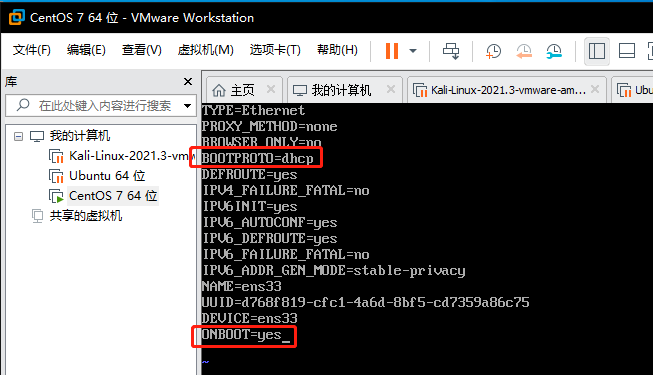 CentOS 7 64 位 - VMware Workstation
文件(F) 编辑(E) 查看(V) 虚拟机(M) 选项卡(T) 帮助(H)
库
在此处键入内容进行搜索
我的计算机
Kali-Linux-2021.3-vmw
Ubuntu 64 位
CentOS 7 64 位
共享的虚拟机
主页 我的计算机 Kali-Linux-2021.3-vmware-am... Ubu
TYPE=Ethernet
PROXY_METHOD=none
BROWSER_ONLY=no
BOOTPROTO=dhcp
DEFROUTE=yes
IPV4_FAILURE_FATAL=no
IPV6INIT=yes
IPV6_AUTOCONF=yes
IPV6_DEFROUTE=yes
IPV6_FAILURE_FATAL=no
IPV6_ADDR_GEN_MODE=stable-privacy
NAME=ens33
UUID=d768f819-cfc1-4a6d-8bf5-cd7359a86c75
DEVICE=ens33
ONBOOT=yes_
~